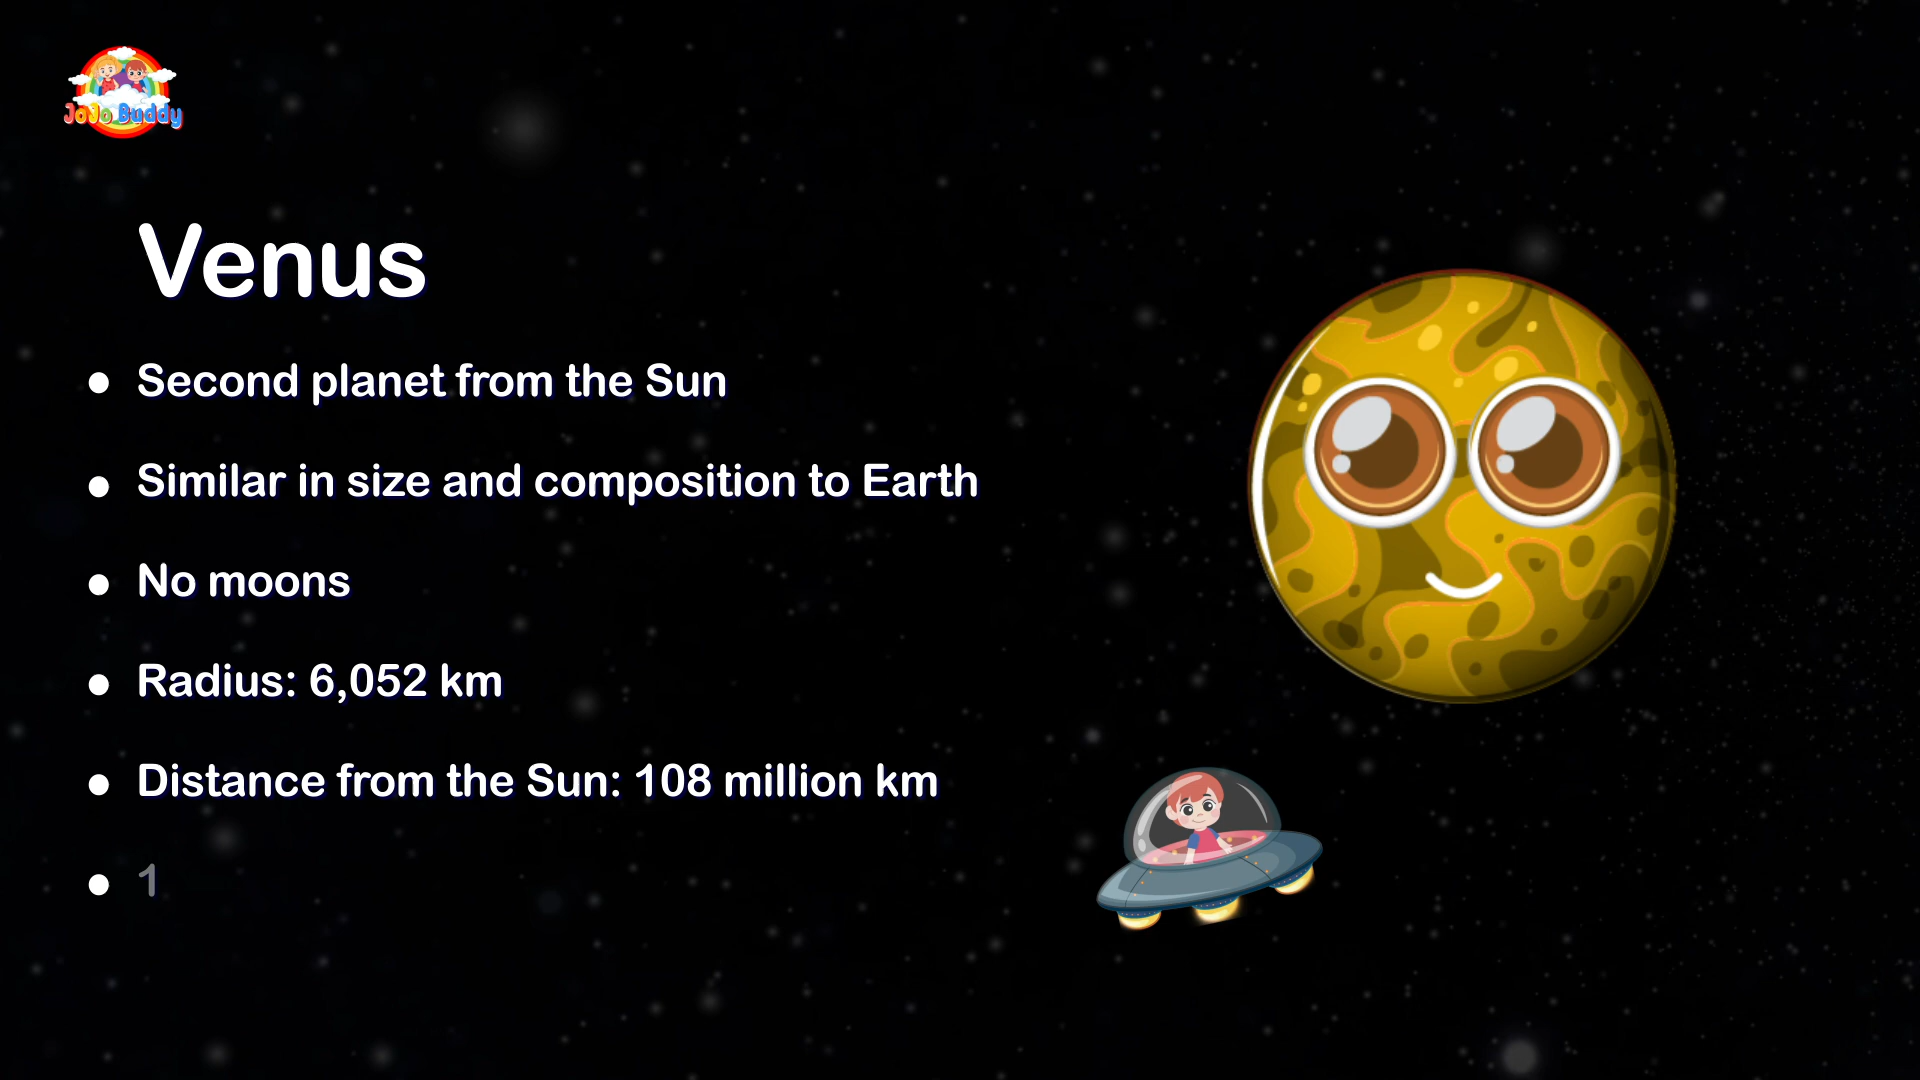 JoJo Buddy
Venus
● Second planet from the Sun
● Similar in size and composition to Earth
● No moons
● Radius: 6,052 km
● Distance from the Sun: 108 million km
● 1